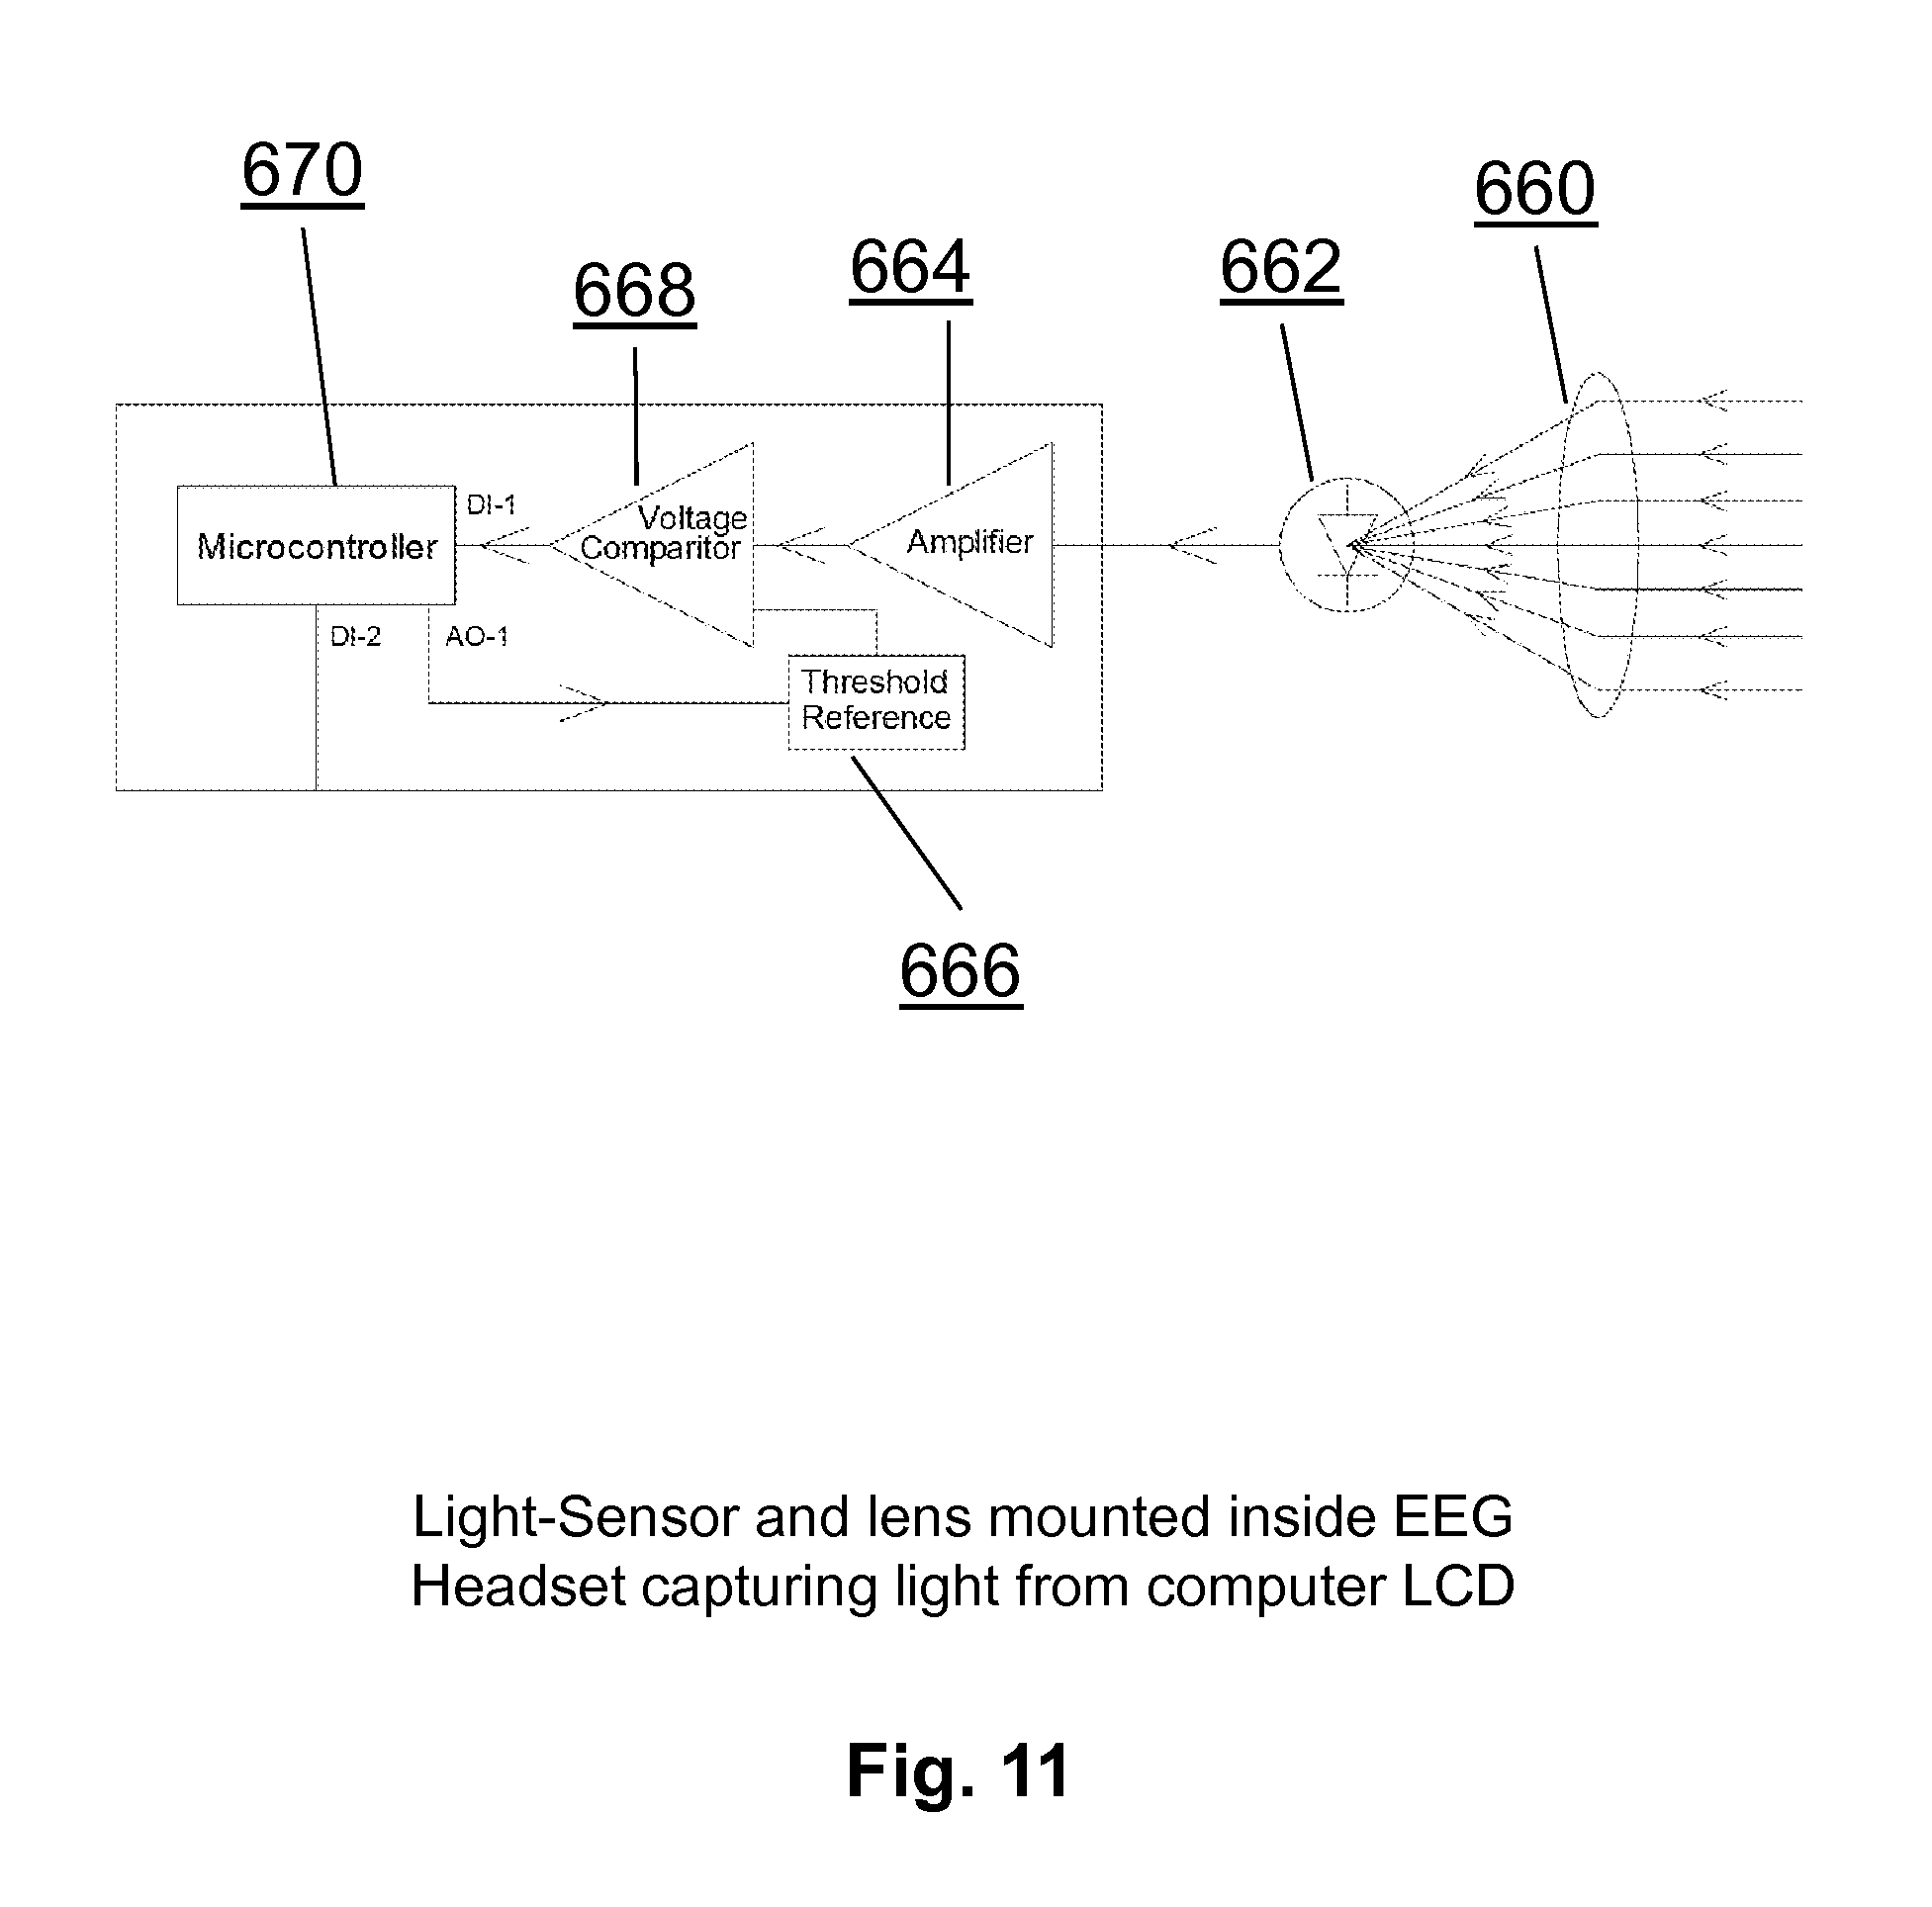 670
660
664
662
668
DI-1
Voltage
Comparitor
Amplifier
Microcontroller
DI-2
AO-1
Threshold
Reference
666
Light-Sensor and lens mounted inside EEG
Headset capturing light from computer LCD
Fig. 11